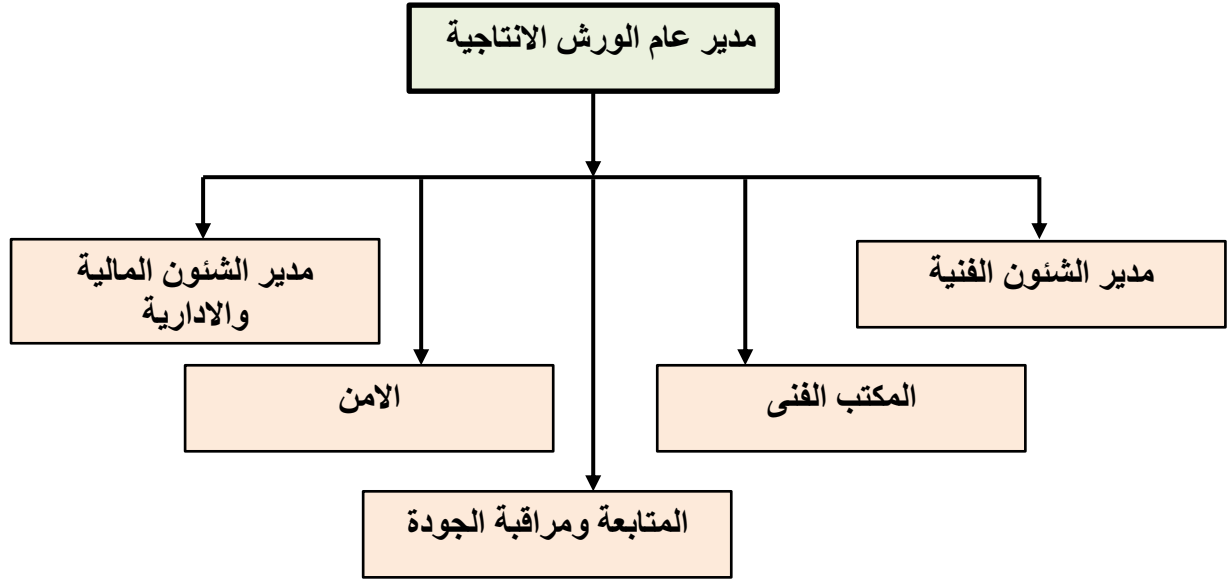 مدير عام الورش الانتاجية
مدير الشئون الفنية
مدير الشئون المالية
والادارية
المكتب الفنى
الامن
المتابعة ومراقبة الجودة